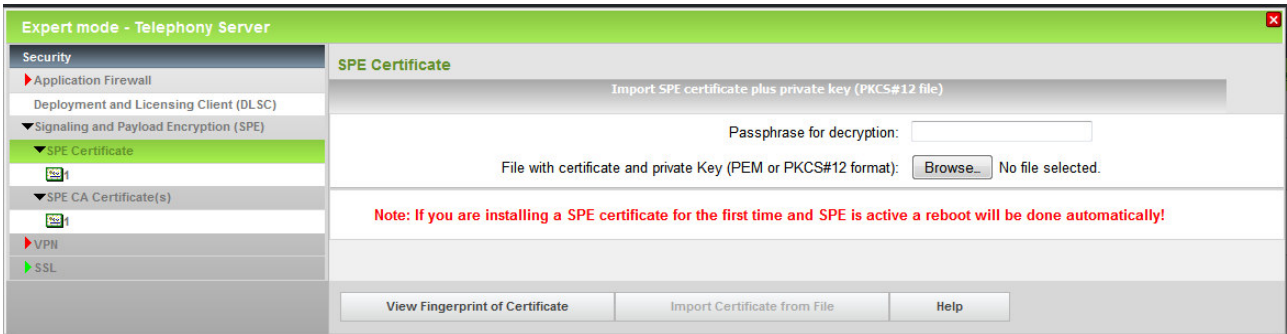 Expert mode - Telephony Server
Security
Application Firewall
Deployment and Licensing Client (DLSC)
Signaling and Payload Encryption (SPE)
SPE Certificate
1
SPE CA Certificate(s)
1
VPN
SSL
SPE Certificate
Import SPE certificate plus private key (PKCS#12 file)
Passphrase for decryption:
File with certificate and private Key (PEM or PKCS#12 format): Browse... No file selected.
Note: If you are installing a SPE certificate for the first time and SPE is active a reboot will be done automatically!
View Fingerprint of Certificate Import Certificate from File Help